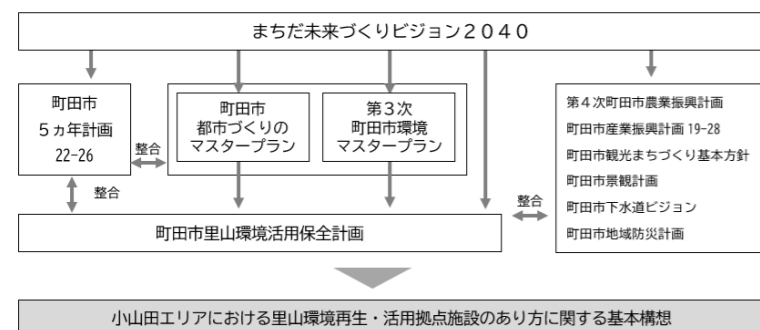 まちだ未来づくりビジョン２０４０
町田市
５ヵ年計画
22-26
整合
町田市
都市づくりの
マスタープラン
第３次
町田市環境
マスタープラン
第４次町田市農業振興計画
町田市産業振興計画 19-28
町田市観光まちづくり基本方針
町田市景観計画
町田市下水道ビジョン
町田市地域防災計画
整合
整合
町田市里山環境活用保全計画
小山田エリアにおける里山環境再生・活用拠点施設のあり方に関する基本構想